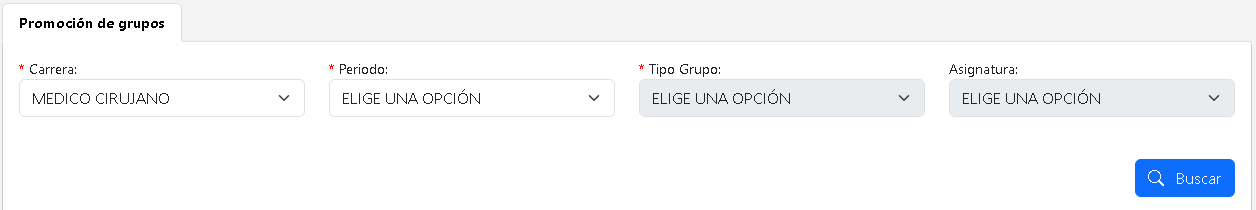 Promoción de grupos
* Carrera: * Periodo: * Tipo Grupo: Asignatura:
MEDICO CIRUJANO ELIGE UNA OPCIÓN ELIGE UNA OPCIÓN ELIGE UNA OPCIÓN
Buscar